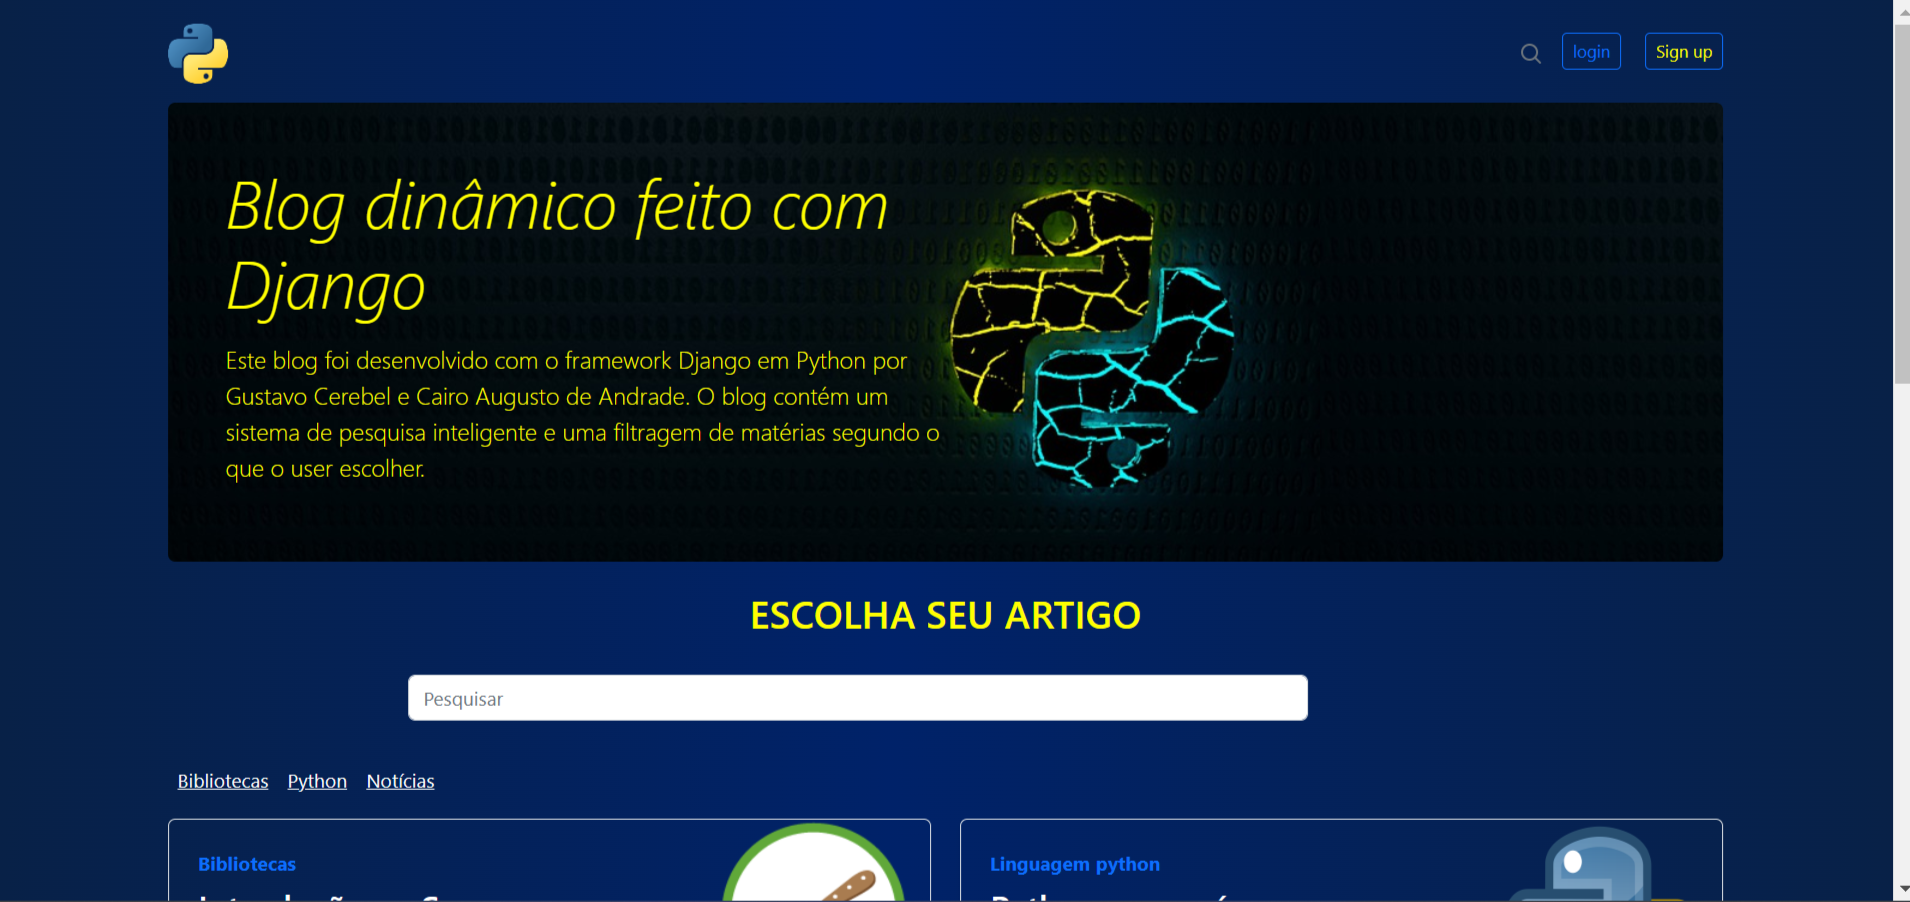 login
Sign up
Blog dinâmico feito com
Django
Este blog foi desenvolvido com o framework Django em Python por
Gustavo Cerebel e Cairo Augusto de Andrade. O blog contém um
sistema de pesquisa inteligente e uma filtragem de matérias segundo o
que o user escolher.
ESCOLHA SEU ARTIGO
Pesquisar
Bibliotecas Python Notícias
Bibliotecas
Linguagem python